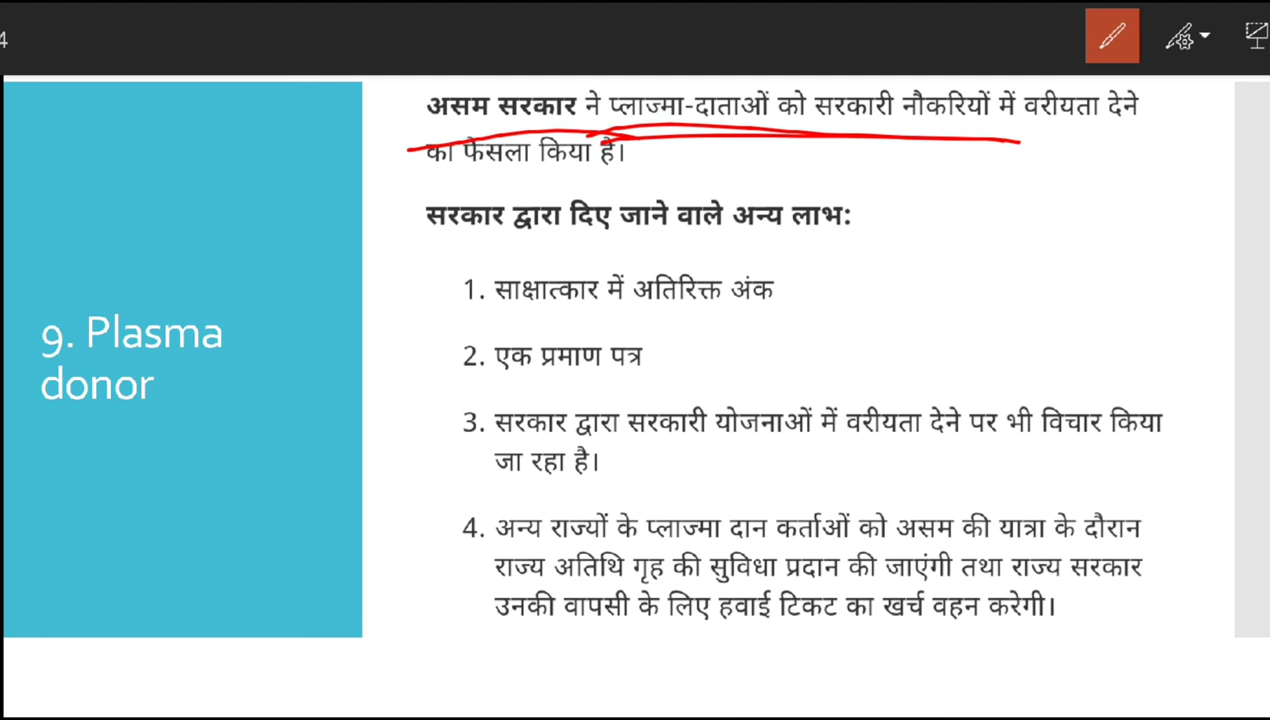 4
असम सरकार ने प्लाज्मा-दाताओं को सरकारी नौकरियों में वरीयता देने
का फैसला किया है।
सरकार द्वारा दिए जाने वाले अन्य लाभ:
1. साक्षात्कार में अतिरिक्त अंक
9. Plasma
donor
2. एक प्रमाण पत्र
3. सरकार द्वारा सरकारी योजनाओं में वरीयता देने पर भी विचार किया
जा रहा है।
4. अन्य राज्यों के प्लाज्मा दान कर्ताओं को असम की यात्रा के दौरान
राज्य अतिथि गृह की सुविधा प्रदान की जाएंगी तथा राज्य सरकार
उनकी वापसी के लिए हवाई टिकट का खर्च वहन करेगी।